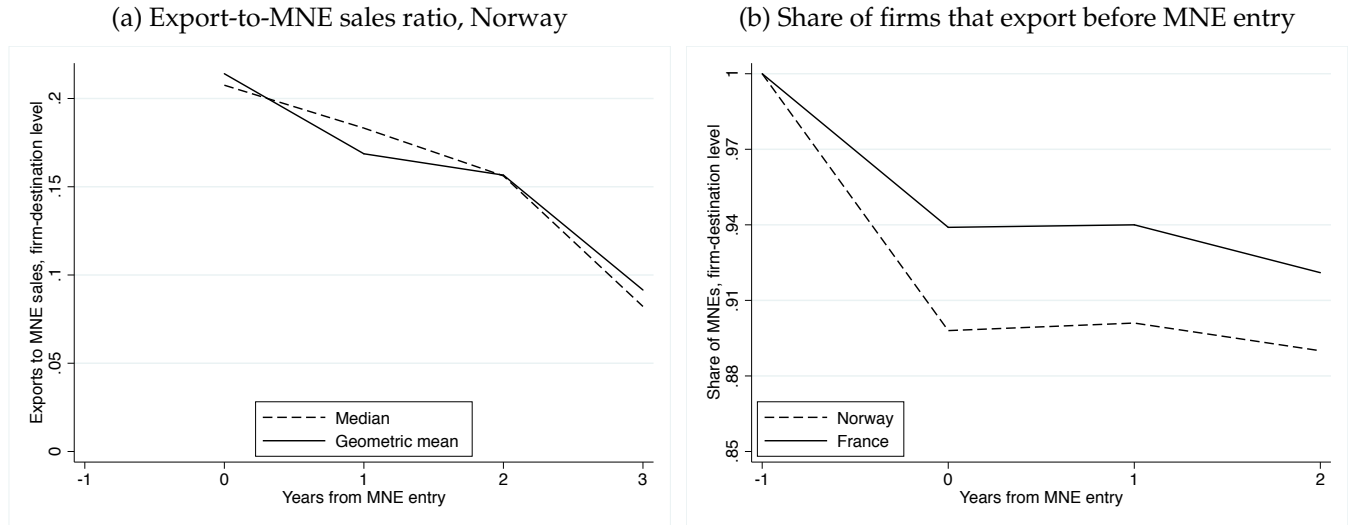 (a) Export-to-MNE sales ratio, Norway
Exports to MNE sales, firm-destination level
.2
.15
.1
.05
0
-1
0
1
2
3
Years from MNE entry
Median
Geometric mean
(b) Share of firms that export before MNE entry
Share of MNEs, firm-destination level
1
.97
.94
.91
.88
.85
-1
0
1
2
Years from MNE entry
Norway
France